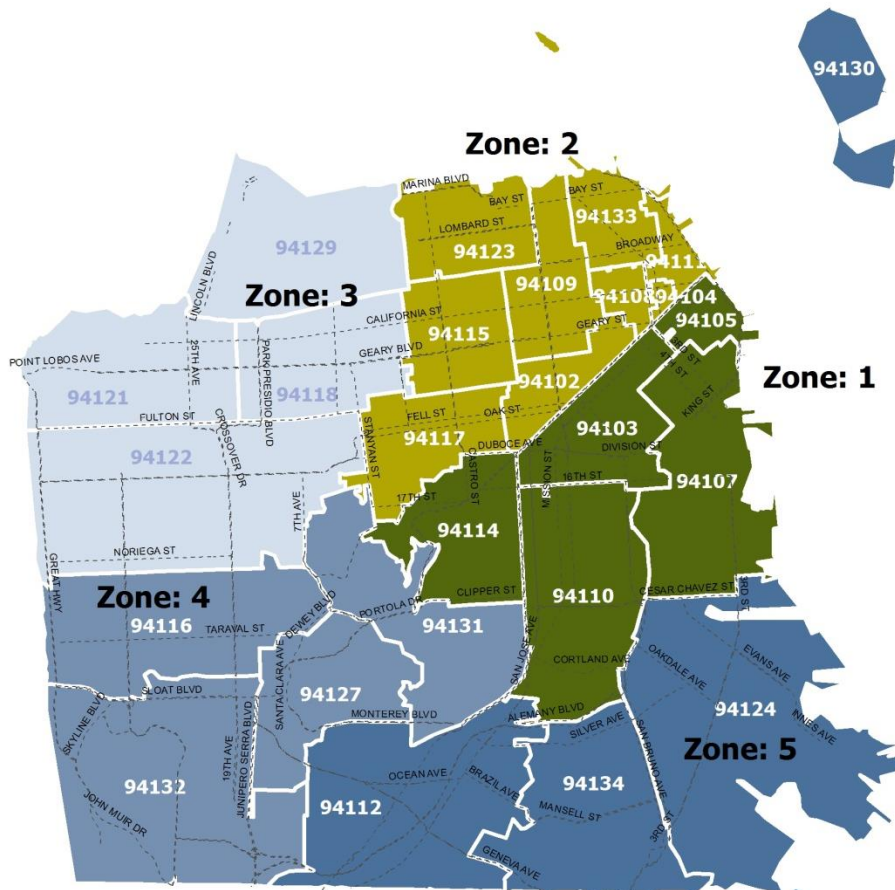 94130
Zone: 2
MARINA BLVD
BAY ST
BAY ST
LOMBARD ST
94133
94123
BROADWAY
94129
94111
LINCOLN BLVD
94109
Zone: 3
94108
94104
CALIFORNIA ST
94105
94115
GEARY ST
3RD ST
4TH ST
GEARY BLVD
POINT LOBOS AVE
25TH AVE
PARK PRESIDIO BLVD
94102
Zone: 1
94121
94118
KING ST
FULTON ST
FELL ST
OAK ST
CROSSOVER DR
STANYAN ST
94117
94103
DUBOCE AVE
DIVISION ST
94122
CASTRO ST
MISSION ST
16TH ST
94107
17TH ST
7TH AVE
94114
NORIEGA ST
GREAT HWY
CLIPPER ST
CESAR CHAVEZ ST
3RD ST
Zone: 4
94110
DEWEY BLVD
PORTOLA DR
94116
TARAVAL ST
94131
SAN JOSE AVE
SANTA CLARA AVE
CORTLAND AVE
OAKDALE AVE
EVANS AVE
94127
SLOAT BLVD
SKYLINE BLVD
MONTEREY BLVD
ALEMANY BLVD
SILVER AVE
94124
INNES AVE
19TH AVE
JUNIPERO SERRA BLVD
SAN BRUNO AVE
Zone: 5
94132
OCEAN AVE
BRAZIL AVE
94134
94112
MANSELL ST
JOHN MUIR DR
3RD ST
GENEVA AVE